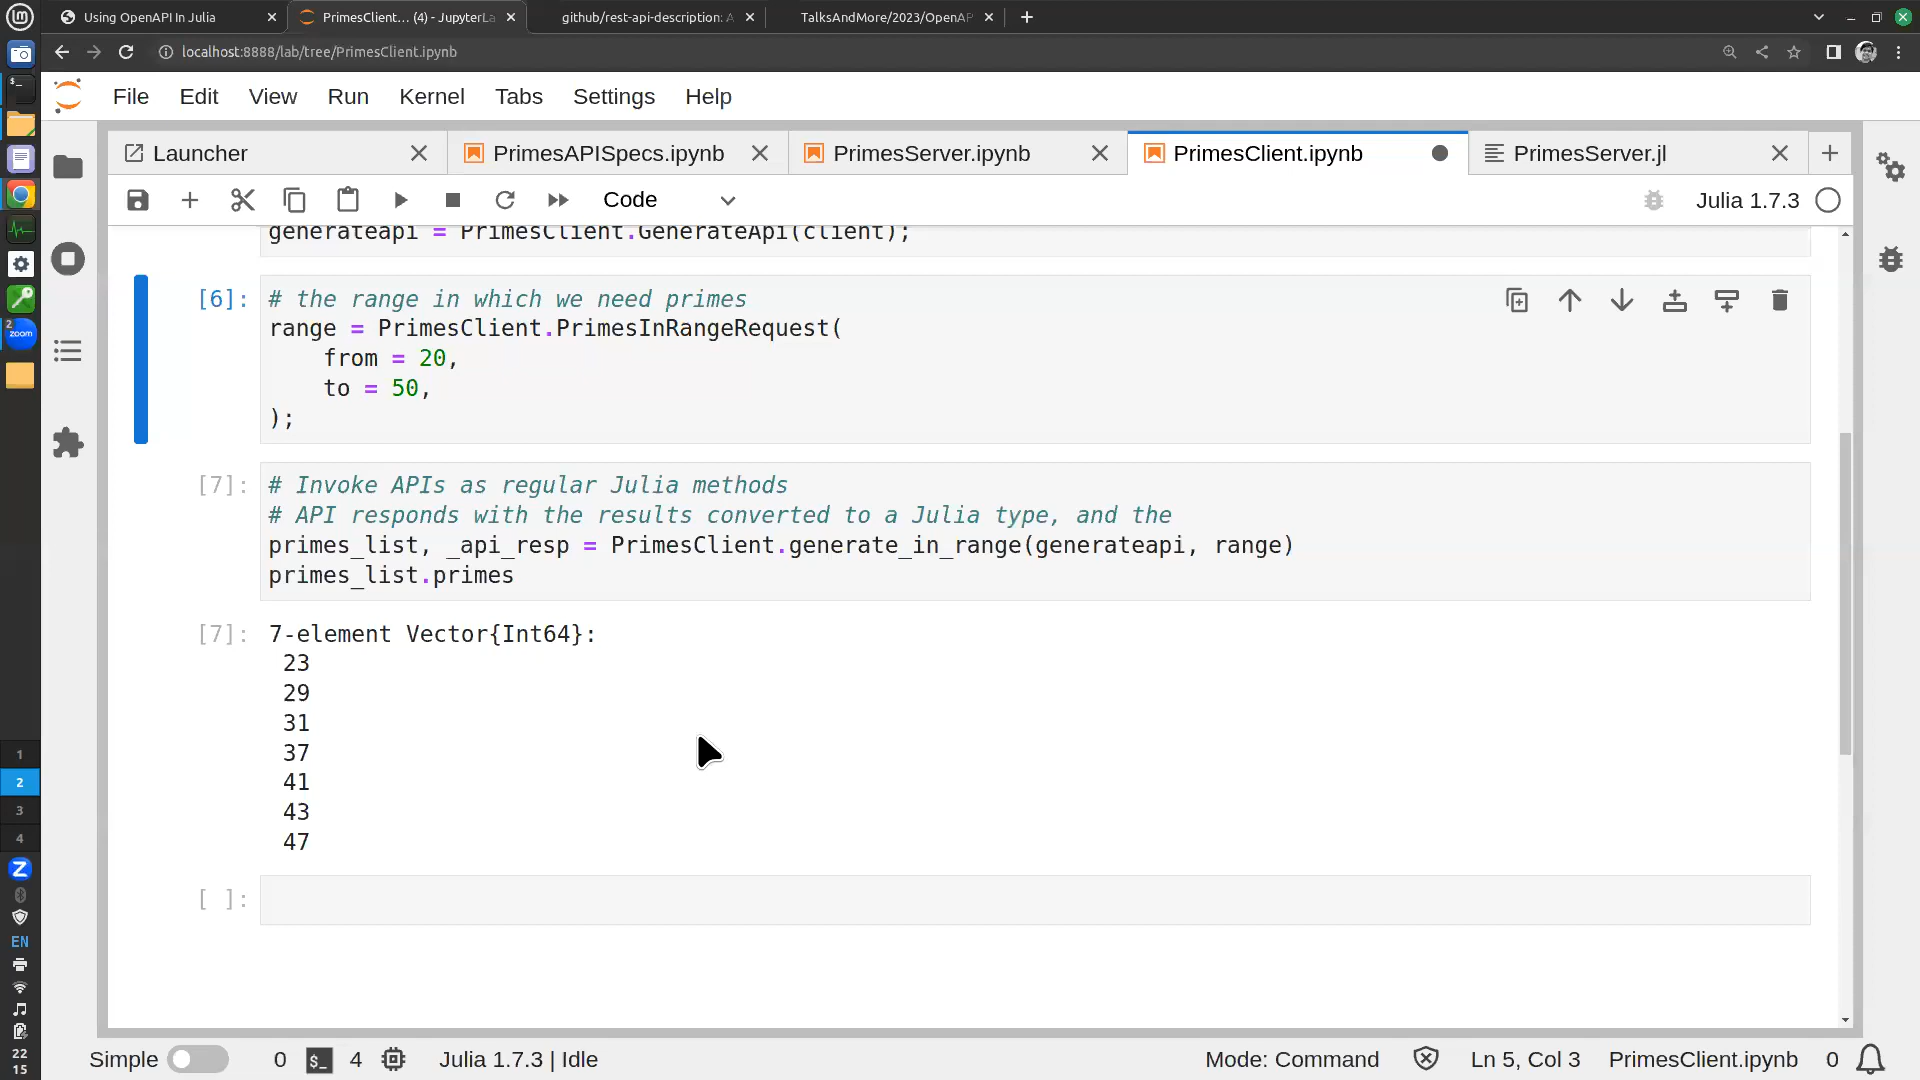 Using OpenAPI In Julia
PrimesClient… (4) - JupyterLa
github/rest-api-description: A
TalksAndMore/2023/OpenAP
localhost:8888/lab/tree/PrimesClient.ipynb
File Edit View Run Kernel Tabs Settings Help
Launcher
PrimesAPISpecs.ipynb
PrimesServer.ipynb
PrimesClient.ipynb
PrimesServer.jl
Code
Julia 1.7.3
generateapi = PrimesClient.GenerateApi(client);
[6]:
# the range in which we need primes
range = PrimesClient.PrimesInRangeRequest(
from = 20,
to = 50,
);
[7]:
# Invoke APIs as regular Julia methods
# API responds with the results converted to a Julia type, and the
primes_list, _api_resp = PrimesClient.generate_in_range(generateapi, range)
primes_list.primes
[7]:
7-element Vector{Int64}:
23
29
31
37
41
43
47
[ ]:
2
zoom
1
2
3
4
Z
EN
22
15
Simple
0
$_
4
Julia 1.7.3 | Idle
Mode: Command
Ln 5, Col 3
PrimesClient.ipynb
0